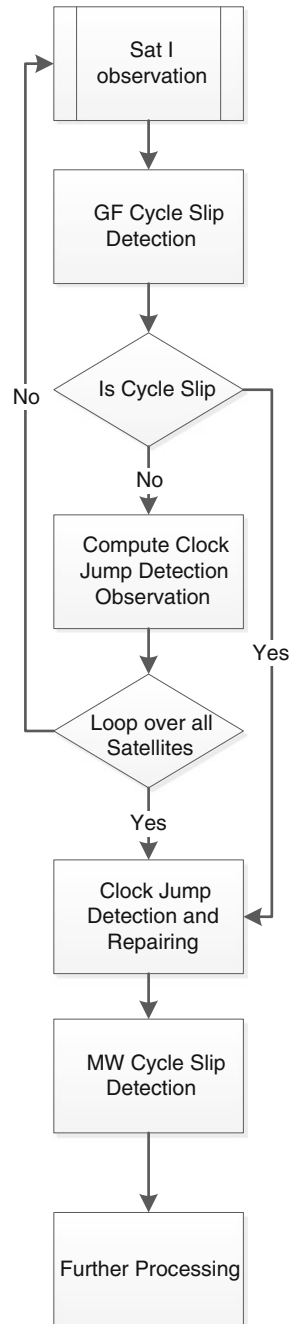 Sat I
observation
GF Cycle Slip
Detection
Is Cycle Slip
No
No
Compute Clock
Jump Detection
Observation
Yes
Loop over all
Satellites
Yes
Clock Jump
Detection and
Repairing
MW Cycle Slip
Detection
Further Processing